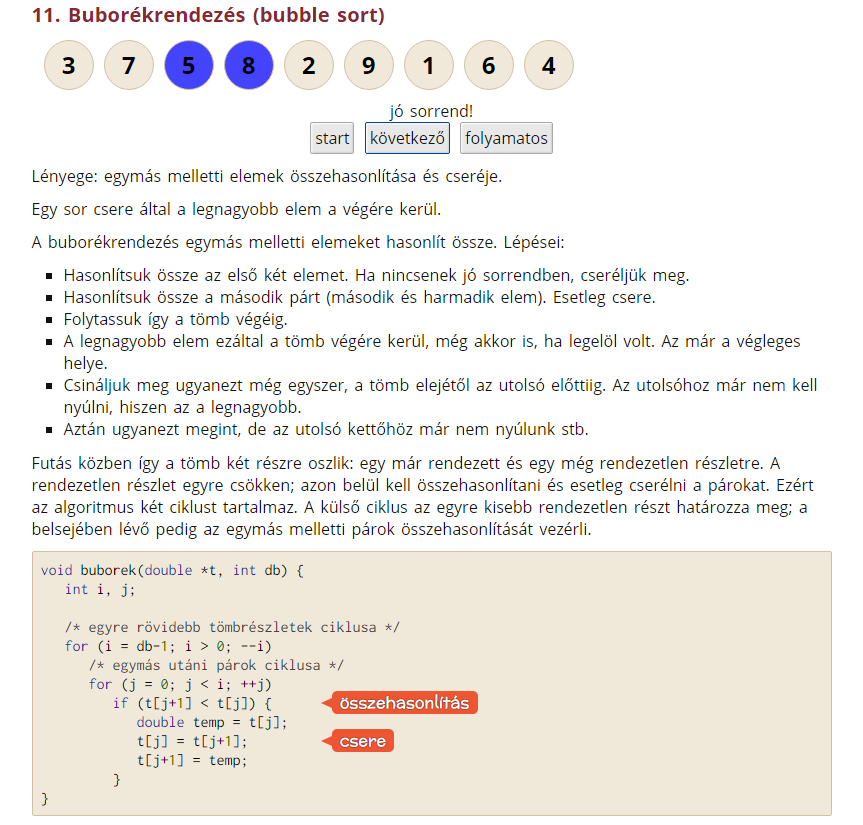 11. Buborékrendezés (bubble sort)
3 7 5 8 2 9 1 6 4
jó sorrend!
start következő folyamatos
Lényege: egymás melletti elemek összehasonlítása és cseréje.
Egy sor csere által a legnagyobb elem a végére kerül.
A buborékrendezés egymás melletti elemeket hasonlít össze. Lépései:
▪ Hasonlítsuk össze az első két elemet. Ha nincsenek jó sorrendben, cseréljük meg.
▪ Hasonlítsuk össze a második párt (második és harmadik elem). Esetleg csere.
▪ Folytassuk így a tömb végéig.
▪ A legnagyobb elem ezáltal a tömb végére kerül, még akkor is, ha legelöl volt. Az már a végleges
helye.
▪ Csináljuk meg ugyanezt még egyszer, a tömb elejétől az utolsó előttiig. Az utolsóhoz már nem kell
nyúlni, hiszen az a legnagyobb.
▪ Aztán ugyanezt megint, de az utolsó kettőhöz már nem nyúlunk stb.
Futás közben így a tömb két részre oszlik: egy már rendezett és egy még rendezetlen részletre. A
rendezetlen részlet egyre csökken; azon belül kell összehasonlítani és esetleg cserélni a párokat. Ezért
az algoritmus két ciklust tartalmaz. A külső ciklus az egyre kisebb rendezetlen részt határozza meg; a
belsejében lévő pedig az egymás melletti párok összehasonlítását vezérli.
void buborek(double *t, int db) {
int i, j;
/* egyre rövidebb tömbrészletek ciklusa */
for (i = db-1; i > 0; --i)
/* egymás utáni párok ciklusa */
for (j = 0; j < i; ++j)
if (t[j+1] < t[j]) { összehasonlítás
double temp = t[j];
t[j] = t[j+1]; csere
t[j+1] = temp;
}
}